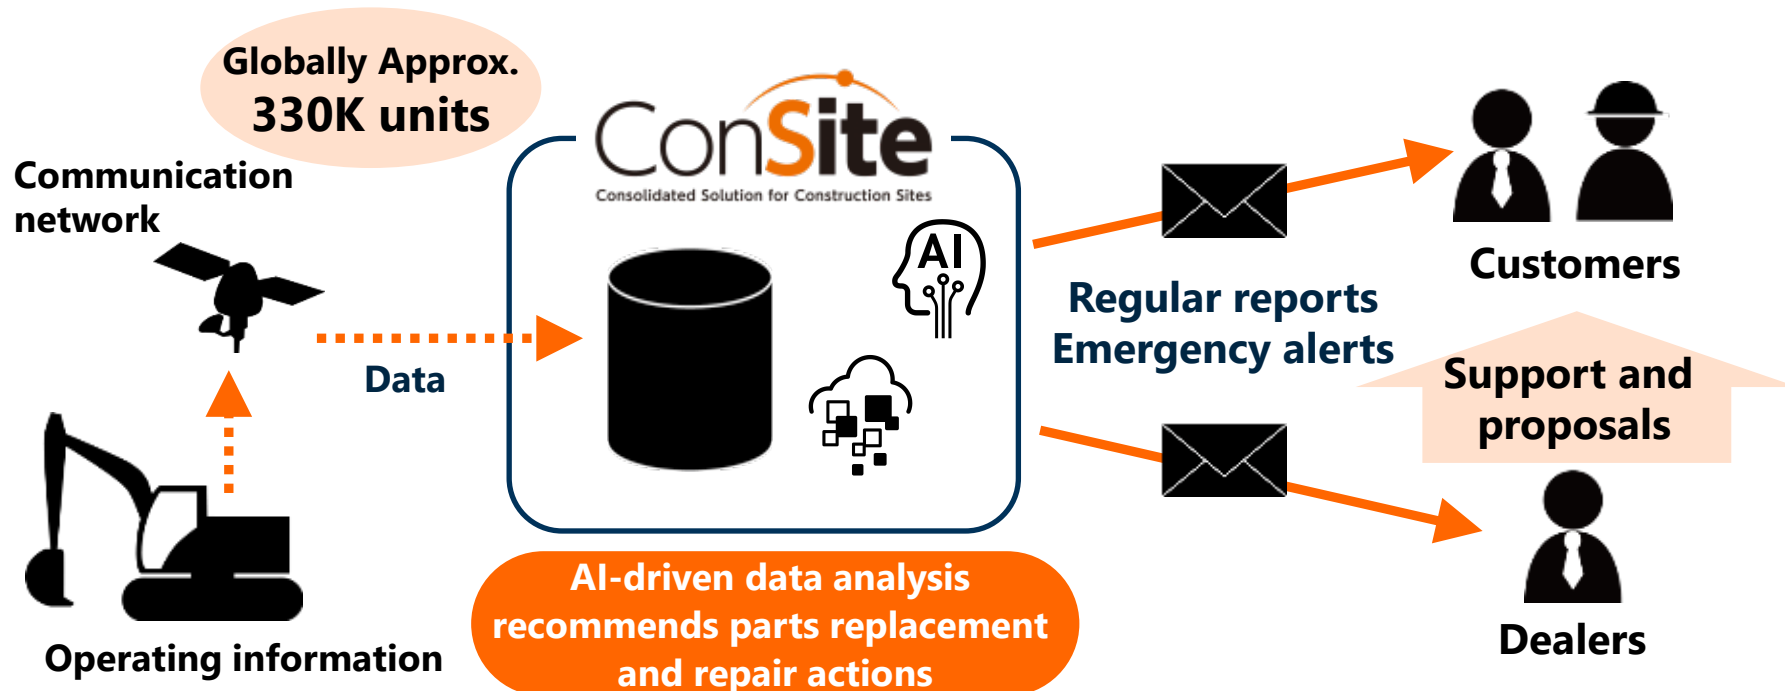 Globally Approx.
330K units
Communication
network
ConSite
Consolidated Solution for Construction Sites
AI
Data
Operating information
AI-driven data analysis
recommends parts replacement
and repair actions
Regular reports
Emergency alerts
Customers
Support and
proposals
Dealers